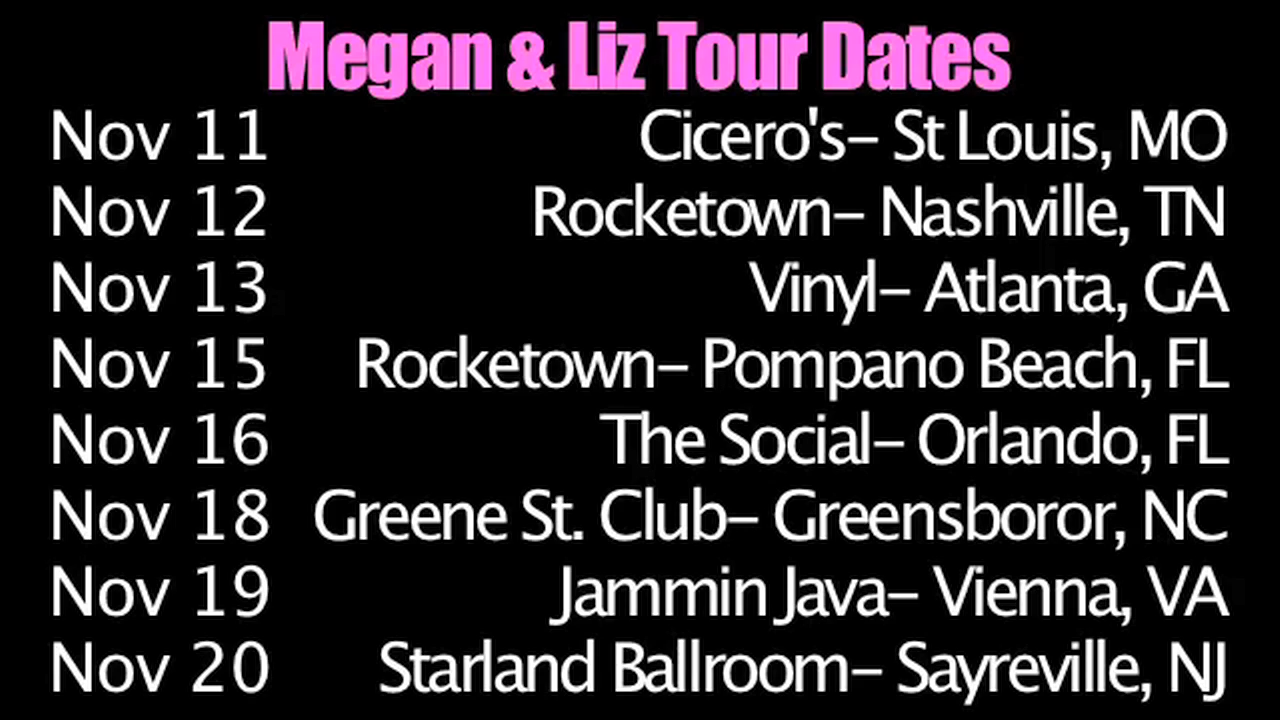 Megan & Liz Tour Dates
Nov 11 Cicero's– St Louis, MO
Nov 12 Rocketown– Nashville, TN
Nov 13 Vinyl– Atlanta, GA
Nov 15 Rocketown– Pompano Beach, FL
Nov 16 The Social– Orlando, FL
Nov 18 Greene St. Club– Greensboror, NC
Nov 19 Jammin Java– Vienna, VA
Nov 20 Starland Ballroom– Sayreville, NJ